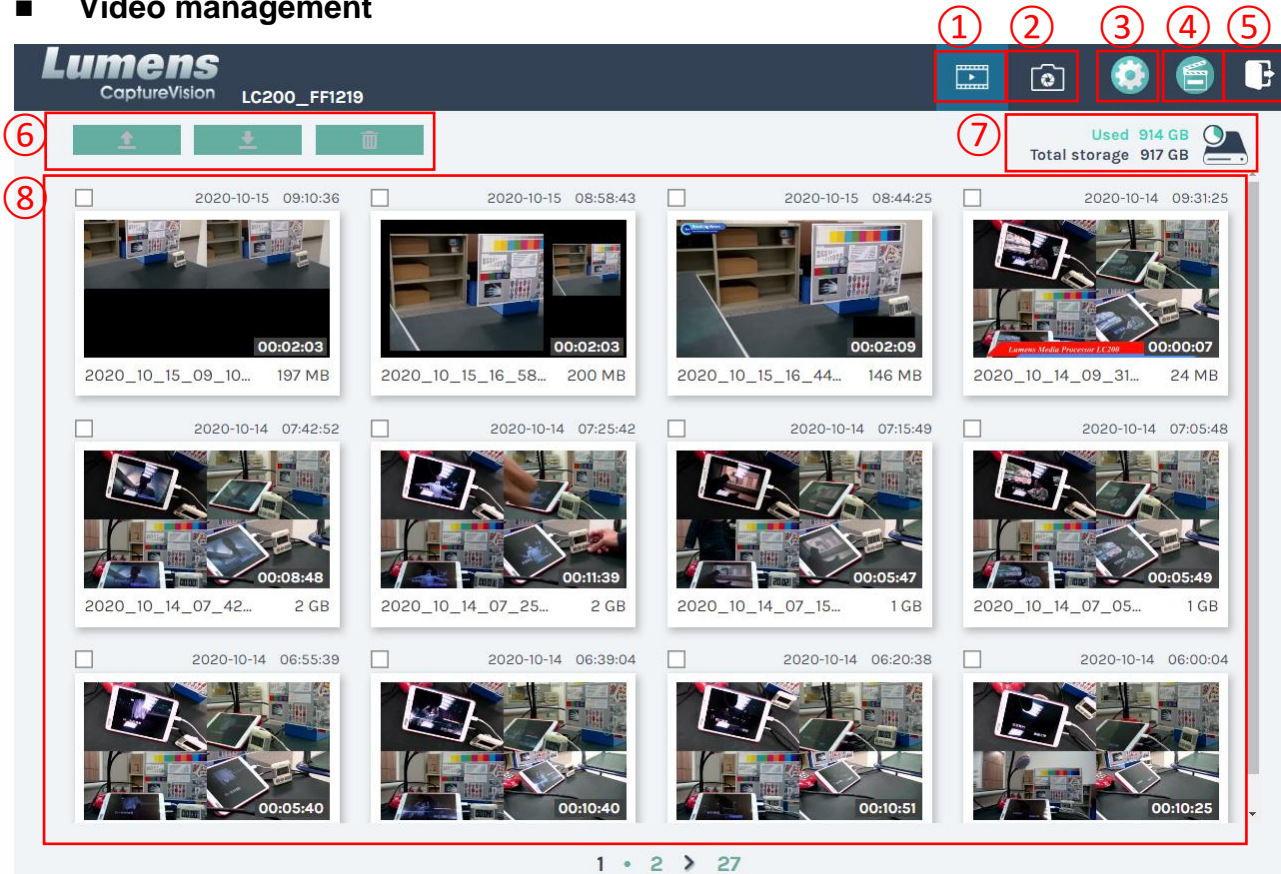 ■ Video management
① ② ③ ④ ⑤
Lumens
CaptureVision LC200_FF1219
⑥ ⑦ Used 914 GB
Total storage 917 GB
⑧
2020-10-15 09:10:36 2020-10-15 08:58:43 2020-10-15 08:44:25 2020-10-14 09:31:25
Breaking News
Lumens Media Processor LC200
00:02:03 00:02:03 00:02:09 00:00:07
2020_10_15_09_10... 197 MB 2020_10_15_16_58... 200 MB 2020_10_15_16_44... 146 MB 2020_10_14_09_31... 24 MB
2020-10-14 07:42:52 2020-10-14 07:25:42 2020-10-14 07:15:49 2020-10-14 07:05:48
00:08:48 00:11:39 00:05:47 00:05:49
2020_10_14_07_42... 2 GB 2020_10_14_07_25... 2 GB 2020_10_14_07_15... 1 GB 2020_10_14_07_05... 1 GB
2020-10-14 06:55:39 2020-10-14 06:39:04 2020-10-14 06:20:38 2020-10-14 06:00:04
00:05:40 00:10:40 00:10:51 00:10:25
1 • 2 > 27